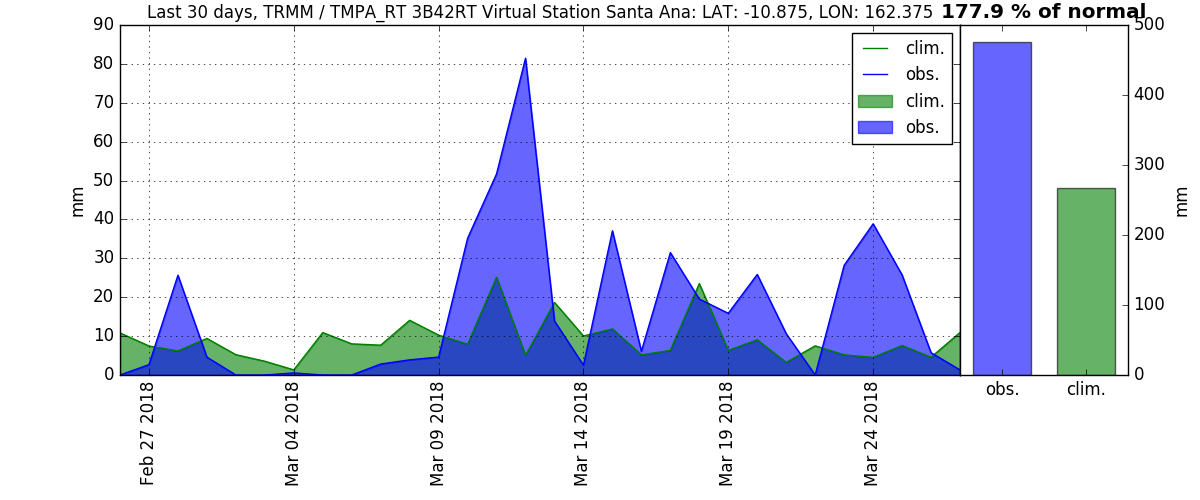 Last 30 days, TRMM / TMPA_RT 3B42RT Virtual Station Santa Ana: LAT: -10.875, LON: 162.375 177.9 % of normal
90
80
70
60
50
40
30
20
10
0
mm
clim.
obs.
clim.
obs.
500
400
300
200
100
0
mm
obs. clim.
Feb 27 2018
Mar 04 2018
Mar 09 2018
Mar 14 2018
Mar 19 2018
Mar 24 2018